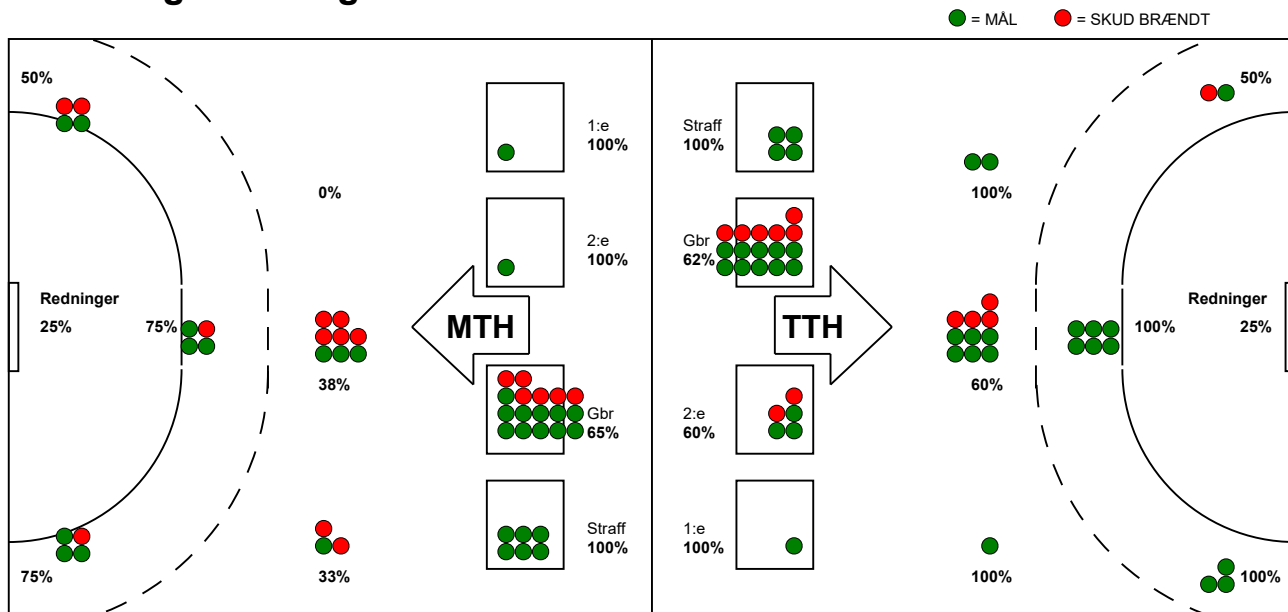 = MÅL = SKUD BRÆNDT
50%
1:e
100%
0%
2:e
100%
Redninger
25%
75%
MTH
38%
Gbr
65%
Straff
100%
75%
33%
Straff
100%
50%
100%
Gbr
62%
Redninger
TTH
100%
25%
60%
2:e
60%
1:e
100%
100%
100%